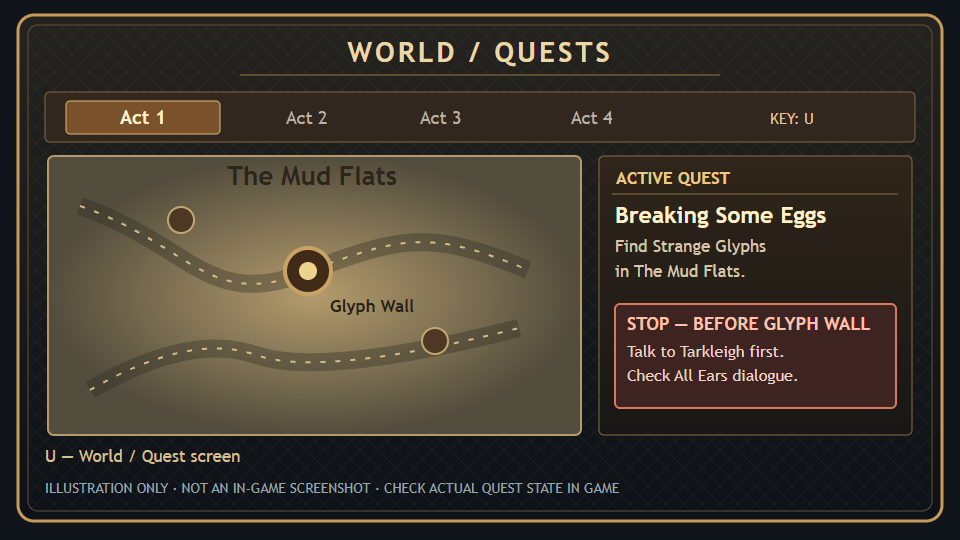 WORLD / QUESTS
Act 1
Act 2
Act 3
Act 4
KEY: U
The Mud Flats
Glyph Wall
ACTIVE QUEST
Breaking Some Eggs
Find Strange Glyphs
in The Mud Flats.
STOP — BEFORE GLYPH WALL
Talk to Tarkleigh first.
Check All Ears dialogue.
U — World / Quest screen
ILLUSTRATION ONLY · NOT AN IN-GAME SCREENSHOT · CHECK ACTUAL QUEST STATE IN GAME